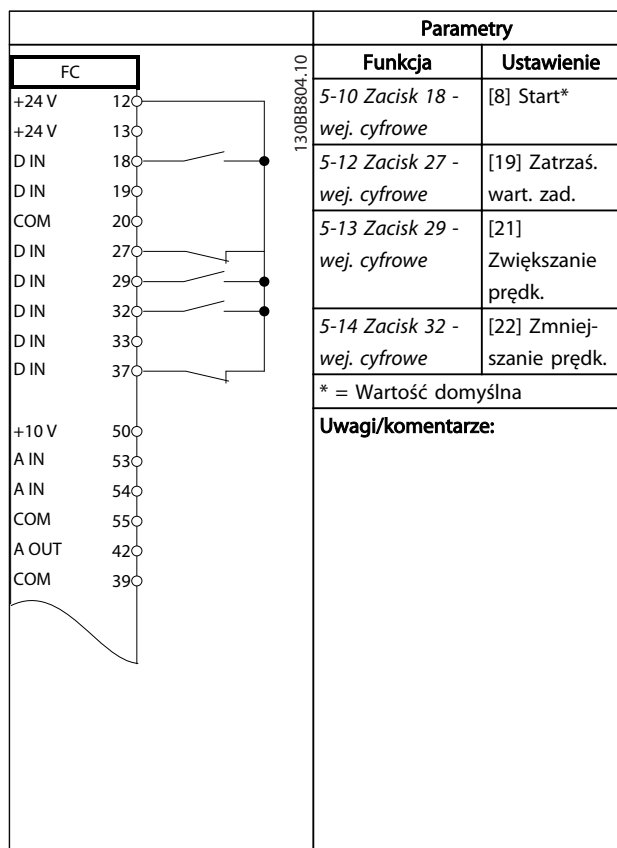 Parametry
FC
130BB804.10
Funkcja Ustawienie
+24 V 12
+24 V 13
D IN 18
D IN 19
COM 20
D IN 27
D IN 29
D IN 32
D IN 33
D IN 37
+10 V 50
A IN 53
A IN 54
COM 55
A OUT 42
COM 39
5-10 Zacisk 18 - [8] Start*
wej. cyfrowe
5-12 Zacisk 27 - [19] Zatrzaś.
wej. cyfrowe wart. zad.
5-13 Zacisk 29 - [21]
wej. cyfrowe Zwiększanie
prędk.
5-14 Zacisk 32 - [22] Zmniej-
wej. cyfrowe szanie prędk.
* = Wartość domyślna
Uwagi/komentarze: